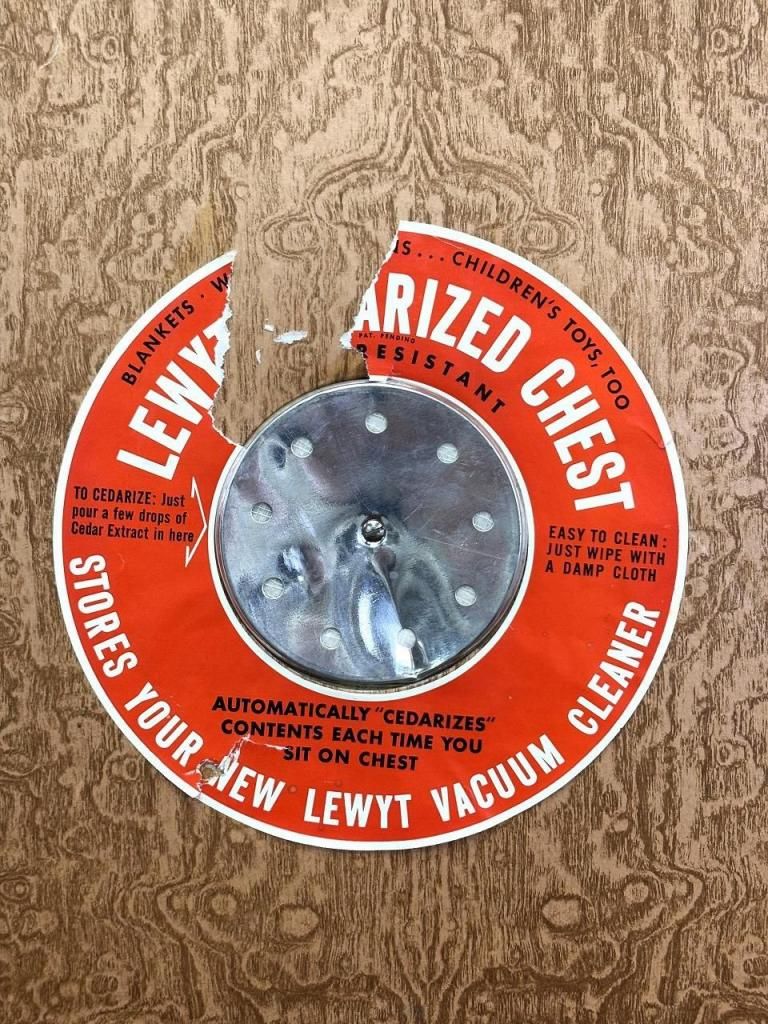 BLANKETS · W
S... CHILDREN'S TOYS, TOO
LEWYT
ARIZED CHEST
PAT. PENDING
RESISTANT
TO CEDARIZE: Just
pour a few drops of
Cedar Extract in here
EASY TO CLEAN:
JUST WIPE WITH
A DAMP CLOTH
AUTOMATICALLY "CEDARIZES"
CONTENTS EACH TIME YOU
SIT ON CHEST
STORES YOUR NEW LEWYT VACUUM CLEANER